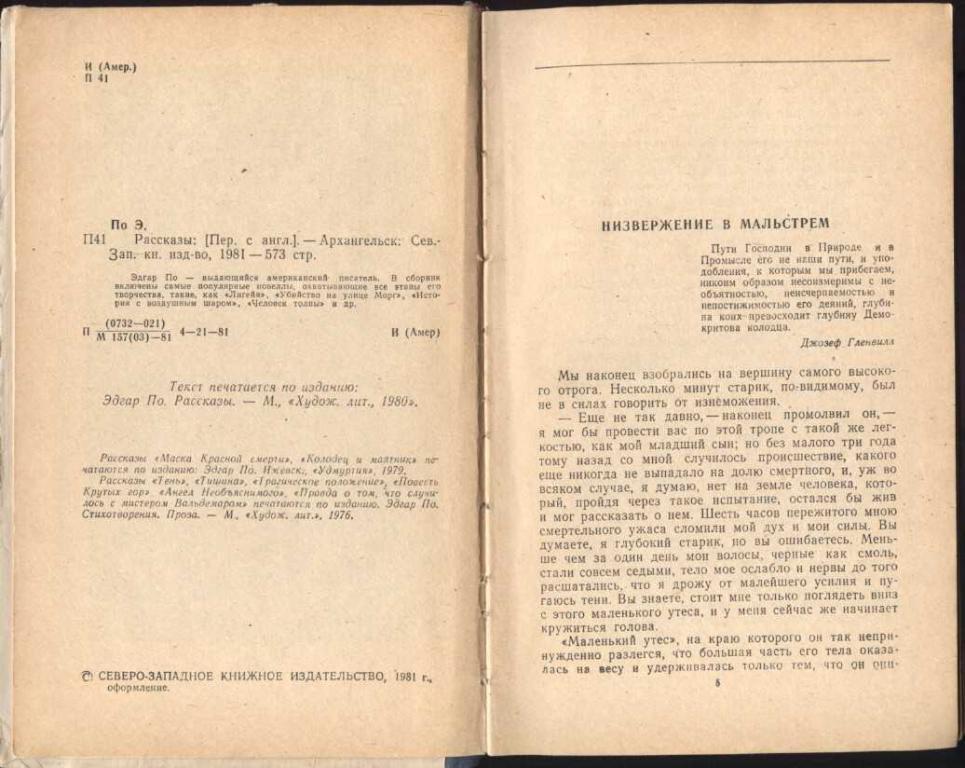 И (Амер.)
П 41
По Э.
П41 Рассказы: [Пер. с англ.]. — Архангельск: Сев.-
Зап. кн. изд-во, 1981 — 573 стр.
Эдгар По — выдающийся американский писатель. В сборник
включены самые популярные новеллы, охватывающие все этапы его
творчества, такие, как «Лигейя», «Убийство на улице Морг», «Исто-
рия с воздушным шаром», «Человек толпы» и др.
П (0732—021)
М 157(03)—81 4—21—81 И (Амер)
Текст печатается по изданию:
Эдгар По. Рассказы. — М., «Худож. лит., 1980».
Рассказы «Маска Красной смерти», «Колодец и маятник» пе-
чатаются по изданию: Эдгар По. Ижевск:, «Удмуртия», 1979.
Рассказы «Тень», «Тишина», «Трагическое положение», «Повесть
Крутых гор» «Ангел Необъяснимого», «Правда о том, что случи-
лось с мистером Вальдемаром» печатаются по изданию. Эдгар По.
Стихотворения. Проза. — М., «Худож. лит.», 1976.
© СЕВЕРО-ЗАПАДНОЕ КНИЖНОЕ ИЗДАТЕЛЬСТВО, 1981 г.,
оформление.
НИЗВЕРЖЕНИЕ В МАЛЬСТРЕМ
Пути Господни в Природе и в
Промысле его не наши пути, и упо-
добления, к которым мы прибегаем,
никоим образом несоизмеримы с не-
объятностью, неисчерпаемостью и
непостижимостью его деяний, глуби-
на коих превосходит глубину Демо-
критова колодца.
Джозеф Гленвилл
Мы наконец взобрались на вершину самого высоко-
го отрога. Несколько минут старик, по-видимому, был
не в силах говорить от изнеможения.
— Еще не так давно, — наконец промолвил он, —
я мог бы провести вас по этой тропе с такой же лег-
костью, как мой младший сын; но без малого три года
тому назад со мной случилось происшествие, какого
еще никогда не выпадало на долю смертного, и, уж во
всяком случае, я думаю, нет на земле человека, кото-
рый, пройдя через такое испытание, остался бы жив
и мог рассказать о нем. Шесть часов пережитого мною
смертельного ужаса сломили мой дух и мои силы. Вы
думаете, я глубокий старик, но вы ошибаетесь. Мень-
ше чем за один день мои волосы, черные как смоль,
стали совсем седыми, тело мое ослабло и нервы до того
расшатались, что я дрожу от малейшего усилия и пу-
гаюсь тени. Вы знаете, стоит мне только поглядеть вниз
с этого маленького утеса, и у меня сейчас же начинает
кружиться голова.
«Маленький утес», на краю которого он так непри-
нужденно разлегся, что большая часть его тела оказа-
лась на весу и удерживалась только тем, что он опи-
5